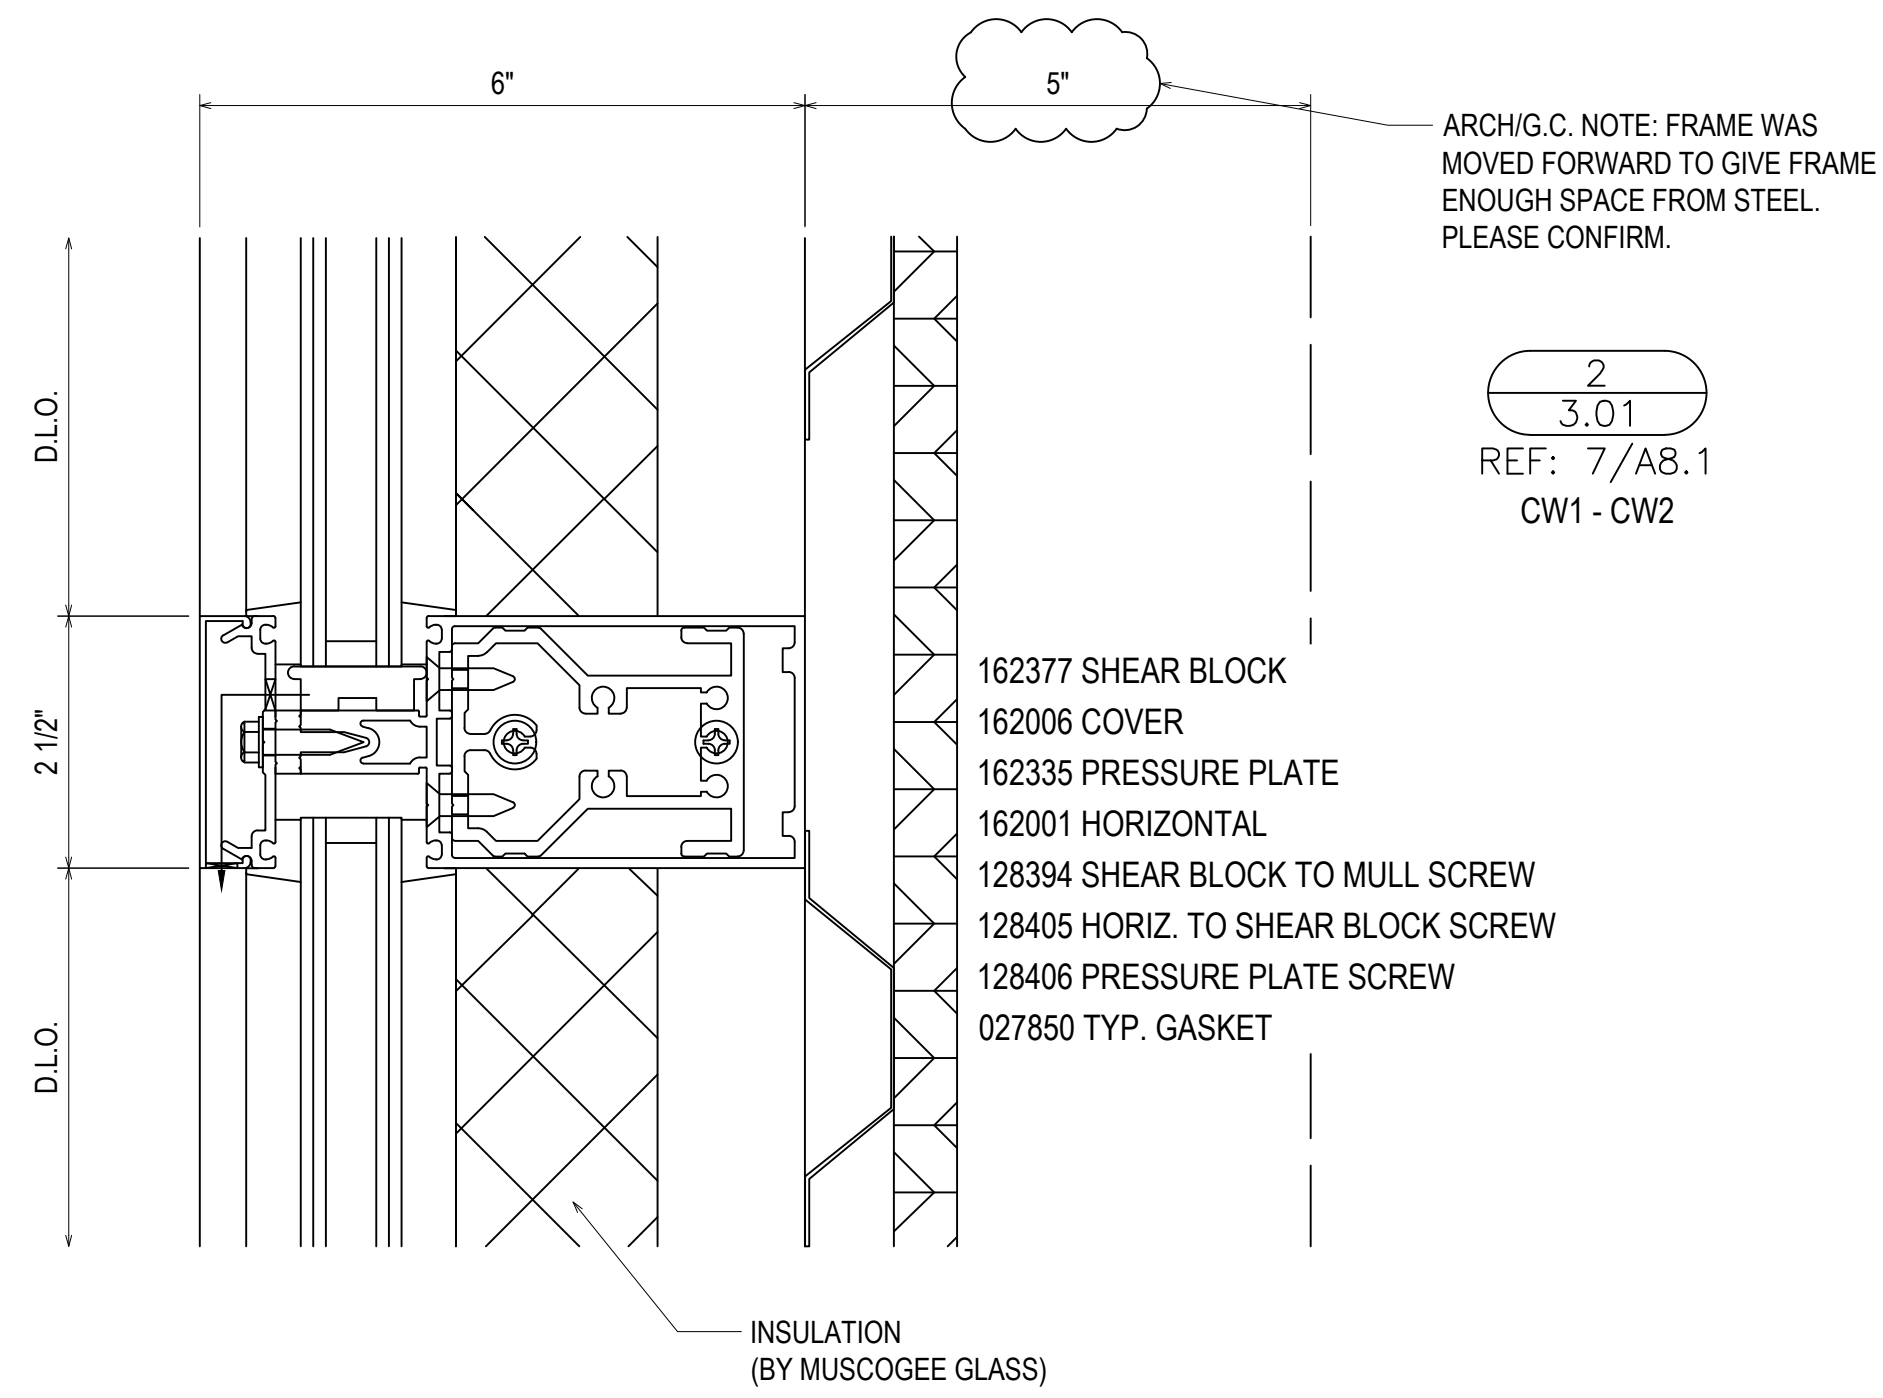 6"
5"
ARCH/G.C. NOTE: FRAME WAS
MOVED FORWARD TO GIVE FRAME
ENOUGH SPACE FROM STEEL.
PLEASE CONFIRM.
2
3.01
REF: 7/A8.1
CW1 - CW2
D.L.O.
2 1/2"
D.L.O.
162377 SHEAR BLOCK
162006 COVER
162335 PRESSURE PLATE
162001 HORIZONTAL
128394 SHEAR BLOCK TO MULL SCREW
128405 HORIZ. TO SHEAR BLOCK SCREW
128406 PRESSURE PLATE SCREW
027850 TYP. GASKET
INSULATION
(BY MUSCOGEE GLASS)